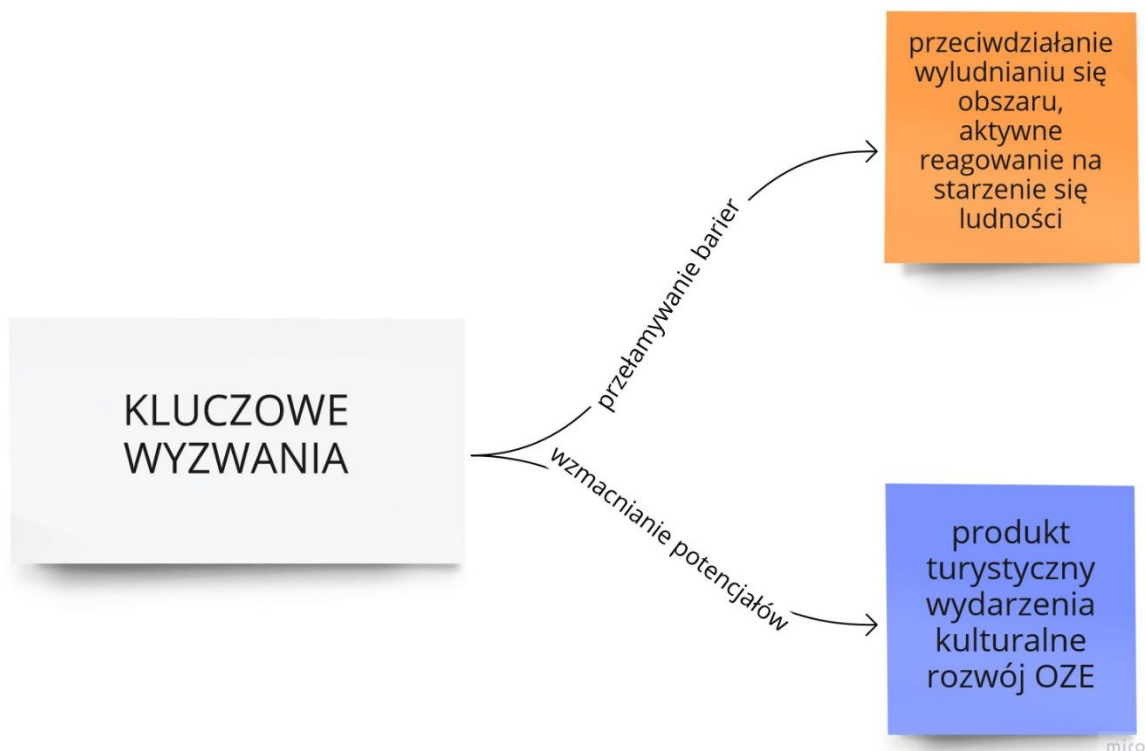 KLUCZOWE
WYZWANIA
przełamywanie barier
przeciwdziałanie
wyludnianiu się
obszaru,
aktywne
reagowanie na
starzenie się
ludności
wzmacnianie potencjałów
produkt
turystyczny
wydarzenia
kulturalne
rozwój OZE
miro